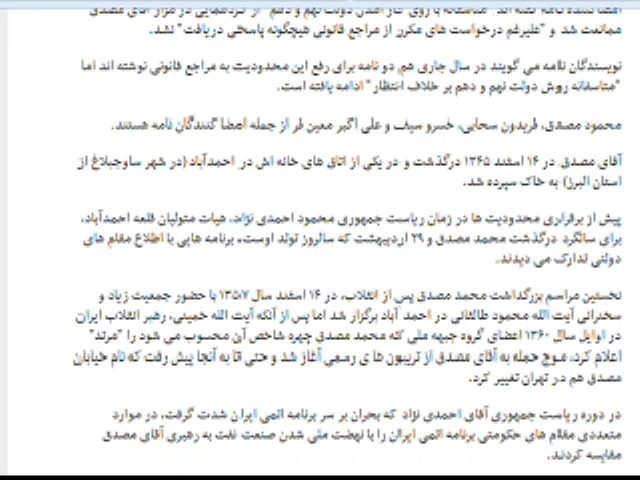 امضا کننده نامه گفته اند "متاسفانه با روی کار آمدن دولت نهم و دهم" از گردهمایی در مزار آقای مصدق
ممانعت شد و "علیرغم درخواست های مکرر از مراجع قانونی هیچگونه پاسخی دریافت" نشد.
نویسندگان نامه می گویند در سال جاری هم دو نامه برای رفع این محدودیت به مراجع قانونی نوشته اند اما
"متاسفانه روش دولت نهم و دهم بر خلاف انتظار" ادامه یافته است.
محمود مصدق، فریدون سحابی، خسرو سیف و علی اکبر معین فر از جمله امضا کنندگان نامه هستند.
آقای مصدق در ۱۴ اسفند ۱۳۴۵ درگذشت و در یکی از اتاق های خانه اش در احمدآباد (در شهر ساوجبلاغ از
استان البرز) به خاک سپرده شد.
پیش از برقراری محدودیت ها در زمان ریاست جمهوری محمود احمدی نژاد، هیات متولیان قلعه احمدآباد،
برای سالگرد درگذشت محمد مصدق و ۲۹ اردیبهشت که سالروز تولد اوست، برنامه هایی با اطلاع مقام های
دولتی تدارک می دیدند.
نخستین مراسم بزرگداشت محمد مصدق پس از انقلاب، در ۱۴ اسفند سال ۱۳۵۷ با حضور جمعیت زیاد و
سخنرانی آیت الله محمود طالقانی در احمد آباد برگزار شد اما پس از آنکه آیت الله خمینی، رهبر انقلاب ایران
در اوایل سال ۱۳۶۰ اعضای گروه جبهه ملی که محمد مصدق چهره شاخص آن محسوب می شود را "مرتد"
اعلام کرد، موج حمله به آقای مصدق از تریبون ها ی رسمی آغاز شد و حتی تا به آنجا پیش رفت که نام خیابان
مصدق هم در تهران تغییر کرد.
در دوره ریاست جمهوری آقای احمدی نژاد که بحران بر سر برنامه اتمی ایران شدت گرفت، در موارد
متعددی مقام های حکومتی برنامه اتمی ایران را با نهضت ملی شدن صنعت نفت به رهبری آقای مصدق
مقایسه کردند.